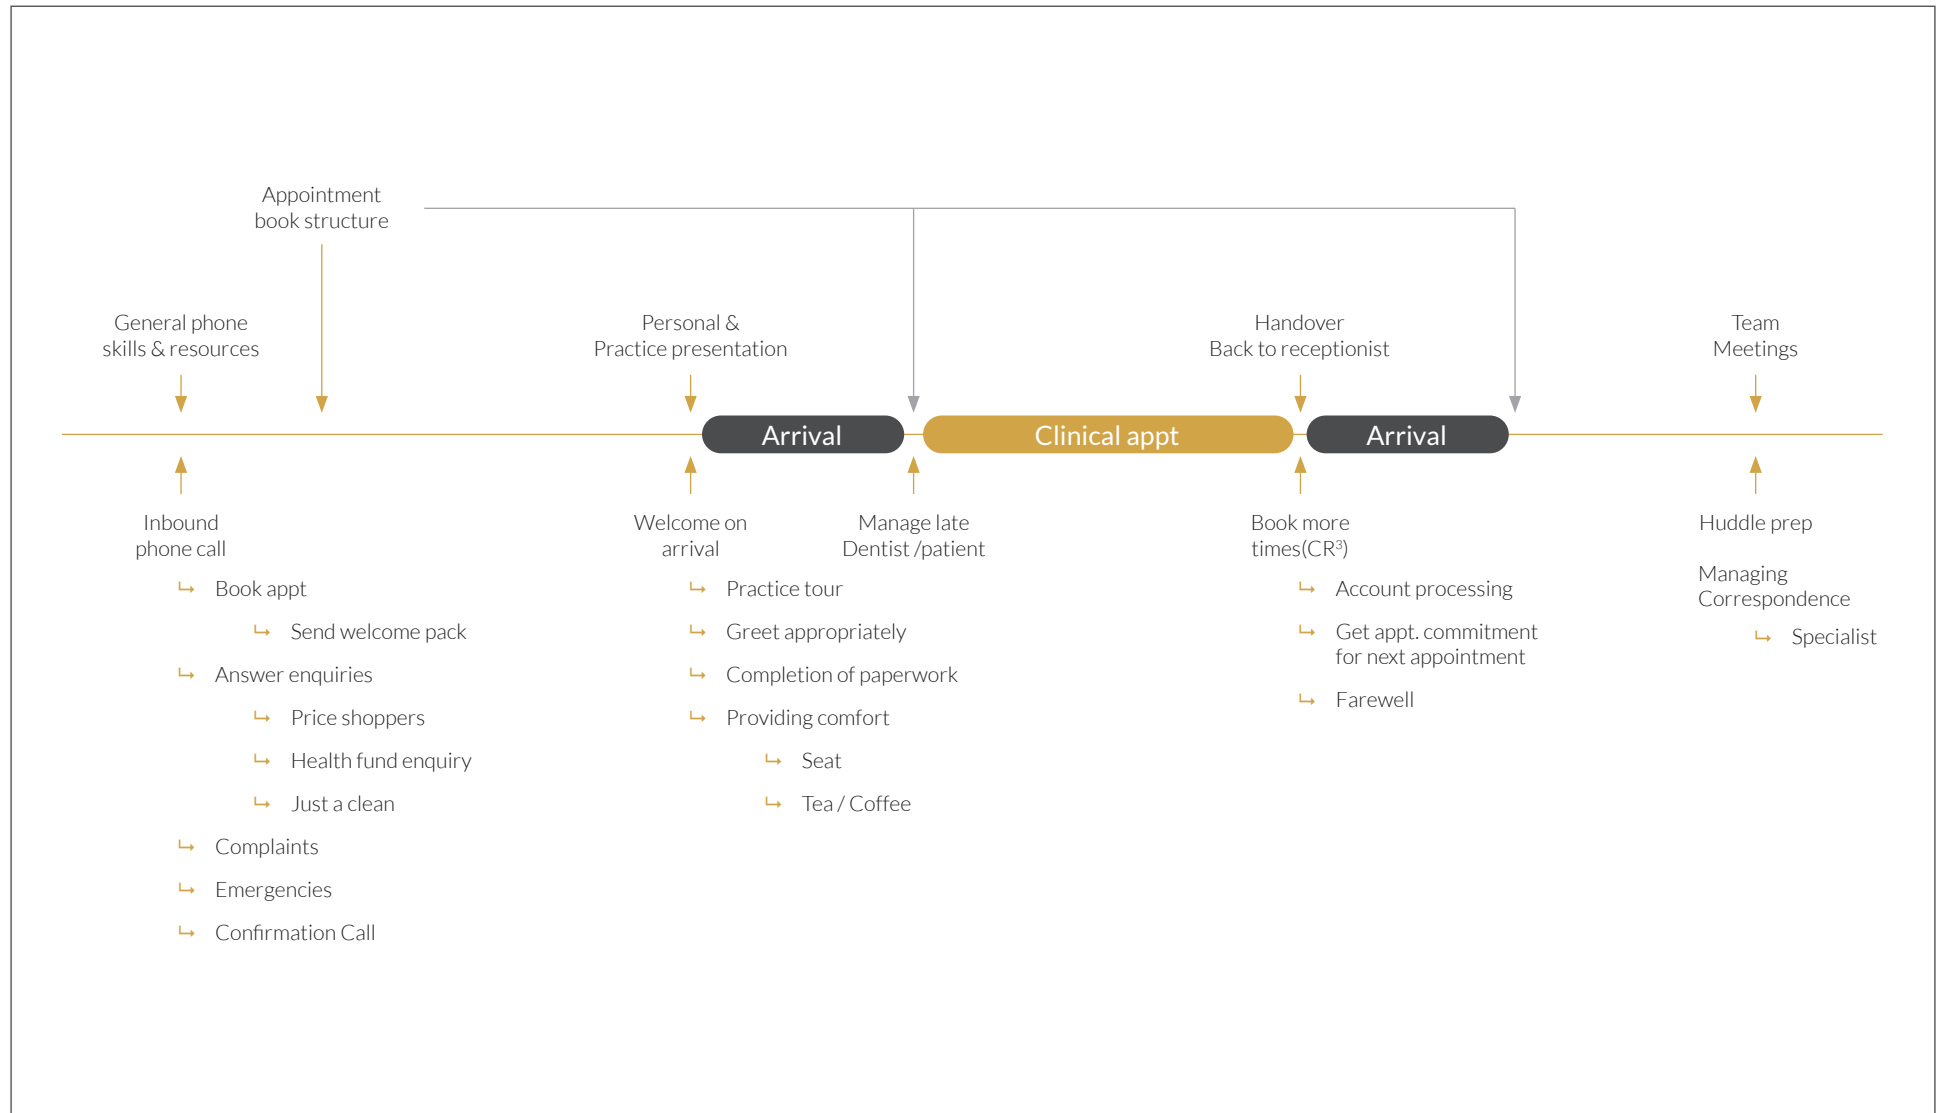 Appointment
book structure
General phone
skills & resources
Personal &
Practice presentation
Handover
Back to receptionist
Team
Meetings
Arrival
Clinical appt
Arrival
Inbound
phone call
Book appt
Send welcome pack
Answer enquiries
Price shoppers
Health fund enquiry
Just a clean
Complaints
Emergencies
Confirmation Call
Welcome on
arrival
Practice tour
Greet appropriately
Completion of paperwork
Providing comfort
Seat
Tea / Coffee
Manage late
Dentist /patient
Book more
times(CR³)
Account processing
Get appt. commitment
for next appointment
Farewell
Huddle prep
Managing
Correspondence
Specialist